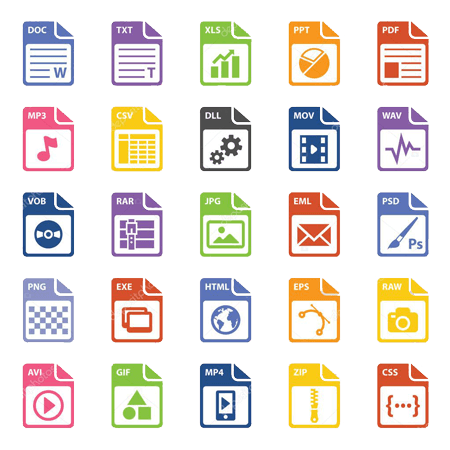 DOC TXT XLS PPT PDF
W T
MP3 CSV DLL MOV WAV
VOB RAR JPG EML PSD
Ps
PNG EXE HTML EPS RAW
AVI GIF MP4 ZIP CSS
{...}